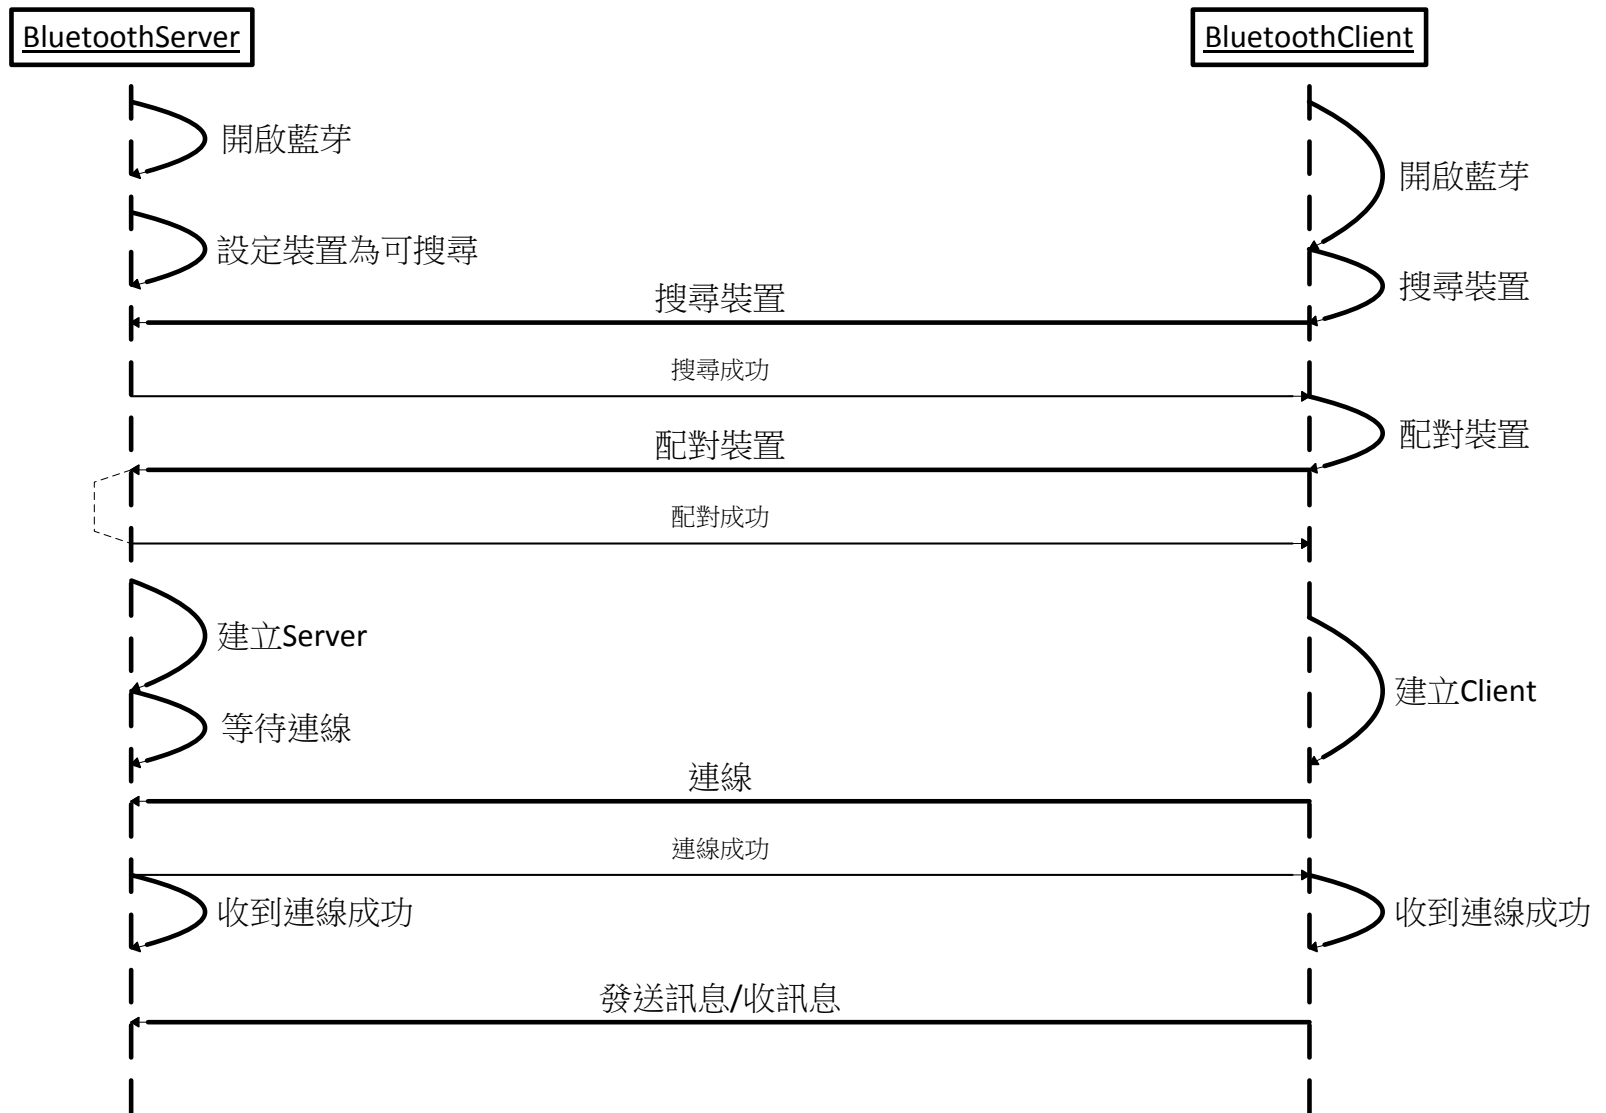 BluetoothServer
BluetoothClient
開啟藍芽
開啟藍芽
設定裝置為可搜尋
搜尋裝置
搜尋裝置
搜尋成功
配對裝置
配對裝置
配對成功
建立Server
建立Client
等待連線
連線
連線成功
收到連線成功
收到連線成功
發送訊息/收訊息